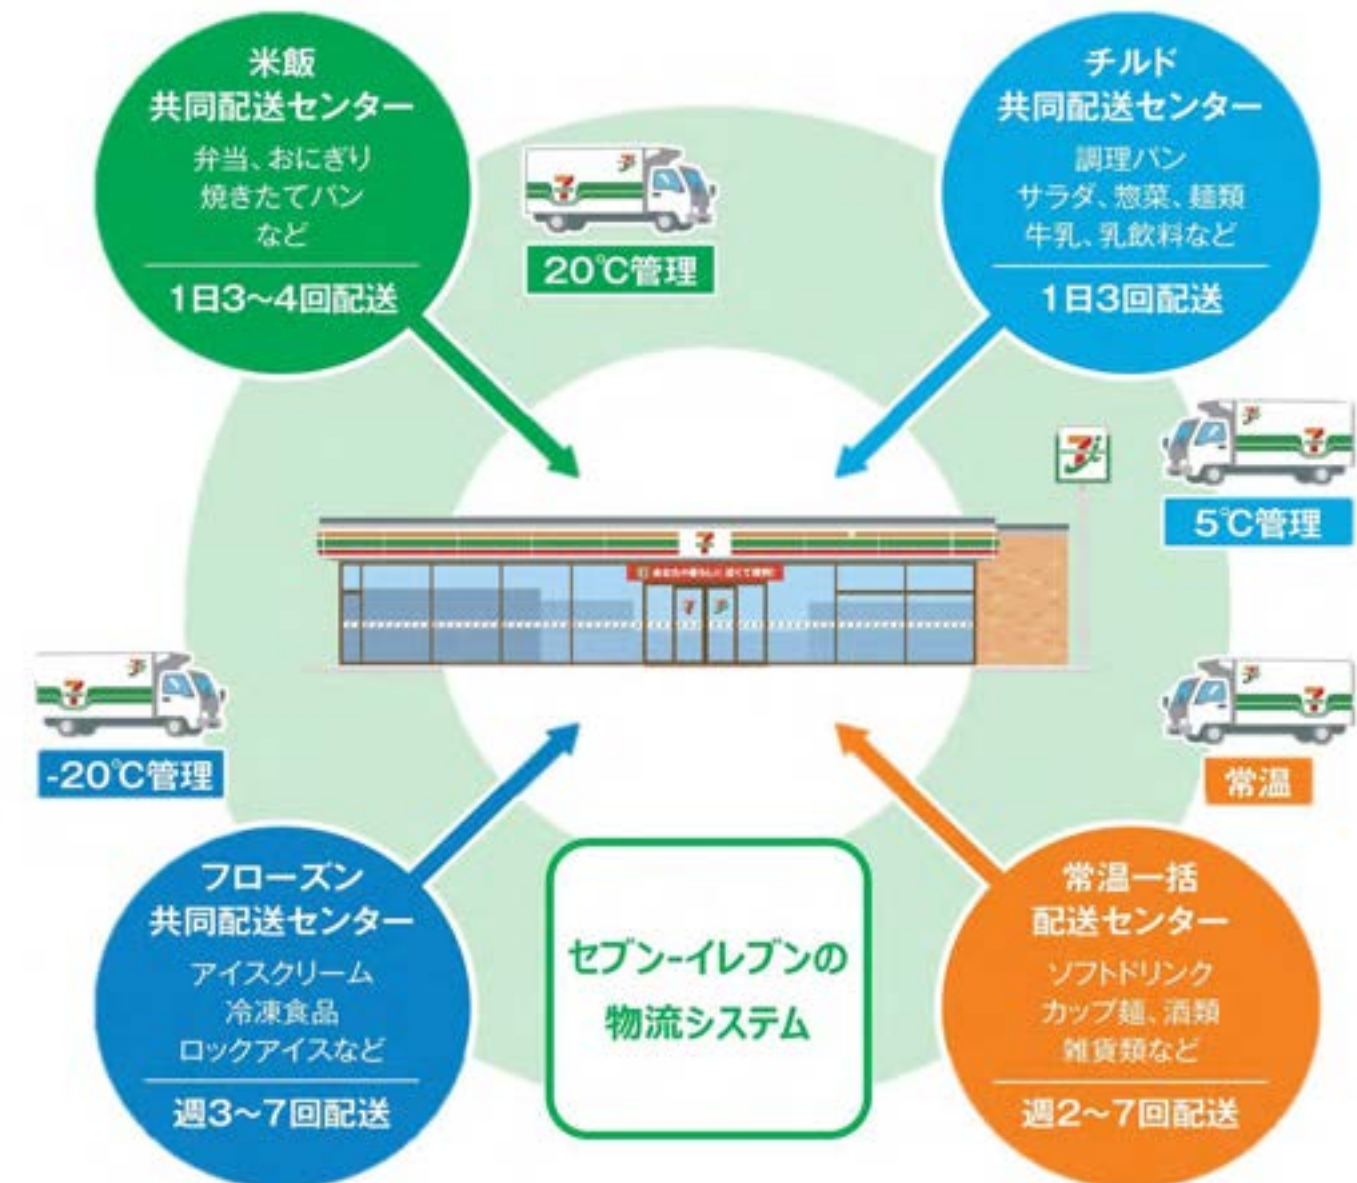 米飯
共同配送センター
弁当、おにぎり
焼きたてパン
など
1日3～4回配送
チルド
共同配送センター
調理パン
サラダ、惣菜、麺類
牛乳、乳飲料など
1日3回配送
20℃管理
5℃管理
-20℃管理
常温
フローズン
共同配送センター
アイスクリーム
冷凍食品
ロックアイスなど
週3～7回配送
セブン-イレブンの
物流システム
常温一括
配送センター
ソフトドリンク
カップ麺、酒類
雑貨類など
週2～7回配送